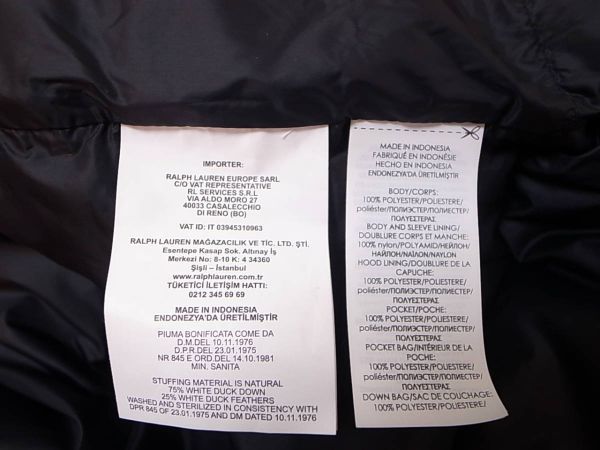 IMPORTER:
RALPH LAUREN EUROPE SARL
C/O VAT REPRESENTATIVE
RL SERVICES S.R.L
VIA ALDO MORO 27
40033 CASALECCHIO
DI RENO (BO)
VAT ID: IT 03945310963
RALPH LAUREN MAĞAZACILIK VE TİC. LTD. ŞTİ.
Esentepe Kasap Sok. Altınay İş
Merkezi No: 8-10 K: 4 34360
Şişli – İstanbul
www.ralphlauren.com.tr
TÜKETİCİ İLETİŞİM HATTI:
0212 345 69 69
MADE IN INDONESIA
ENDONEZYA'DA ÜRETİLMİŞTİR
PIUMA BONIFICATA COME DA
D.M.DEL 10.11.1976
D.P.R.DEL 23.01.1975
NR 845 E ORD.DEL 14.10.1981
MIN. SANITA
STUFFING MATERIAL IS NATURAL
75% WHITE DUCK DOWN
25% WHITE DUCK FEATHERS
WASHED AND STERILIZED IN CONSISTENCY WITH
DPR 845 OF 23.01.1975 AND DM DATED 10.11.1976
MADE IN INDONESIA
FABRIQUÉ EN INDONÉSIE
HECHO EN INDONESIA
ENDONEZYA'DA ÜRETİLMİŞTİR
BODY/CORPS:
100% POLYESTER/POLIESTERE/
poliéster/ПОЛИЭСТЕР/ПОЛИЕСТЕР/
ΠΟΛΥΕΣΤΕΡΑΣ
BODY AND SLEEVE LINING/
DOUBLURE CORPS ET MANCHE:
100% nylon/POLYAMID/НЕЙЛОН/
НАЙЛОН/NAİLON/NAYLON
HOOD LINING/DOUBLURE DE LA
CAPUCHE:
100% POLYESTER/POLIESTERE/
poliéster/ПОЛИЭСТЕР/ПОЛИЕСТЕР/
ΠΟΛΥΕΣΤΕΡΑΣ
POCKET/POCHE:
100% POLYESTER/POLIESTERE/
poliéster/ПОЛИЭСТЕР/ПОЛИЕСТЕР/
ΠΟΛΥΕΣΤΕΡΑΣ
POCKET BAG/INTÉRIEUR DE LA
POCHE:
100% POLYESTER/POLIESTERE/
poliéster/ПОЛИЭСТЕР/ПОЛИЕСТЕР/
ΠΟΛΥΕΣΤΕΡΑΣ
DOWN BAG/SAC DE COUCHAGE:
100% POLYESTER/POLIESTERE/